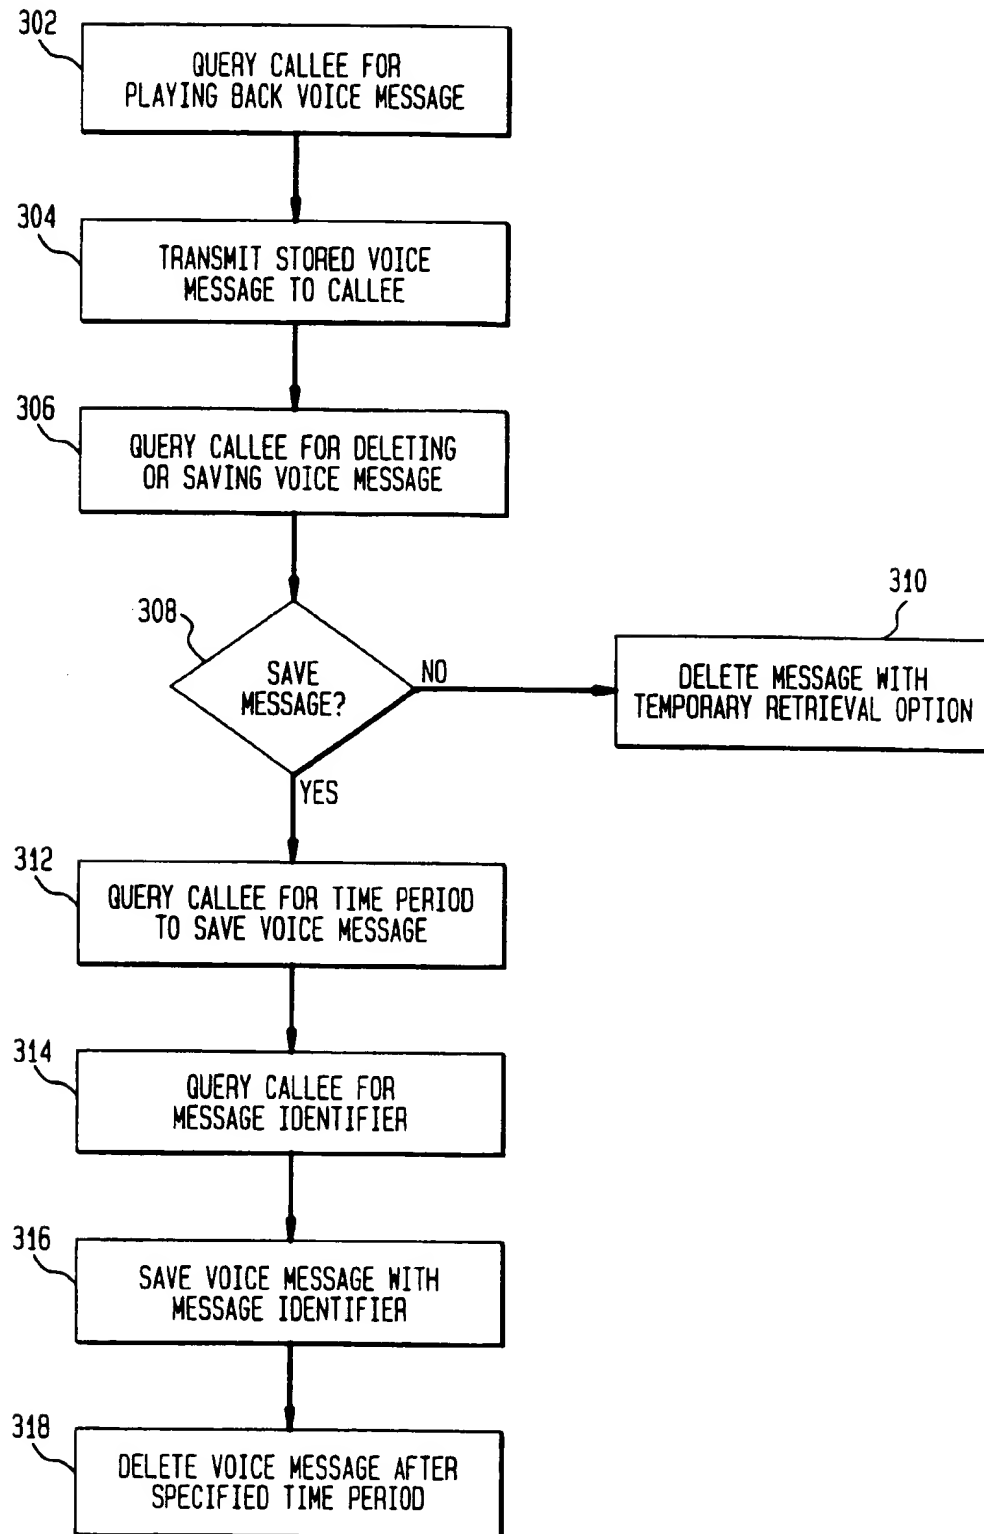 302
QUERY CALLEE FOR
PLAYING BACK VOICE MESSAGE
304
TRANSMIT STORED VOICE
MESSAGE TO CALLEE
306
QUERY CALLEE FOR DELETING
OR SAVING VOICE MESSAGE
308
SAVE
MESSAGE?
NO
310
DELETE MESSAGE WITH
TEMPORARY RETRIEVAL OPTION
YES
312
QUERY CALLEE FOR TIME PERIOD
TO SAVE VOICE MESSAGE
314
QUERY CALLEE FOR
MESSAGE IDENTIFIER
316
SAVE VOICE MESSAGE WITH
MESSAGE IDENTIFIER
318
DELETE VOICE MESSAGE AFTER
SPECIFIED TIME PERIOD